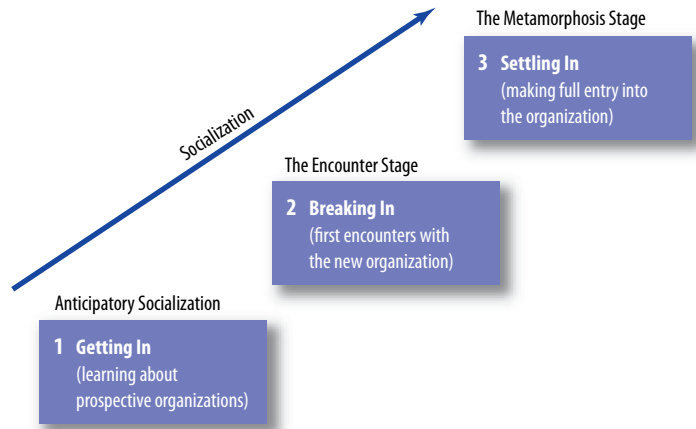 The Metamorphosis Stage
3 Settling In
(making full entry into
the organization)
Socialization
The Encounter Stage
2 Breaking In
(first encounters with
the new organization)
Anticipatory Socialization
1 Getting In
(learning about
prospective organizations)